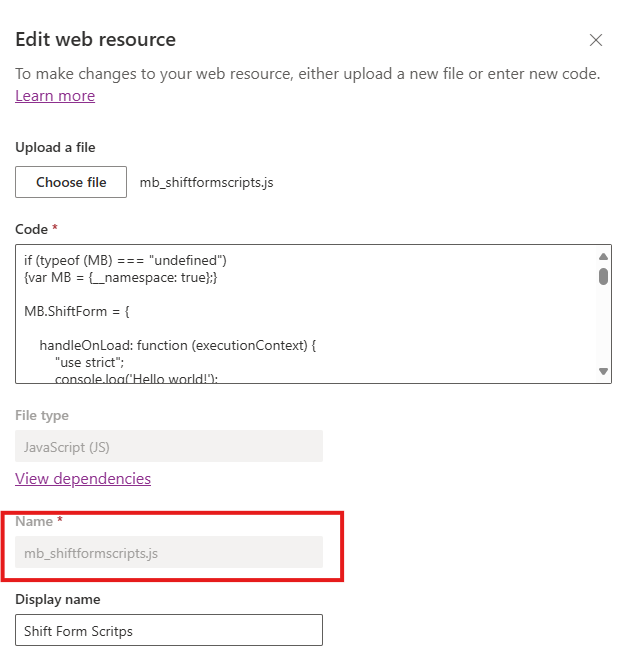 Edit web resource
To make changes to your web resource, either upload a new file or enter new code.
Learn more
Upload a file
Choose file mb_shiftformscripts.js
Code *
if (typeof (MB) === "undefined")
{var MB = {__namespace: true};}
MB.ShiftForm = {
handleOnLoad: function (executionContext) {
"use strict";
console.log('Hello world!');
File type
JavaScript (JS)
View dependencies
Name *
mb_shiftformscripts.js
Display name
Shift Form Scritps